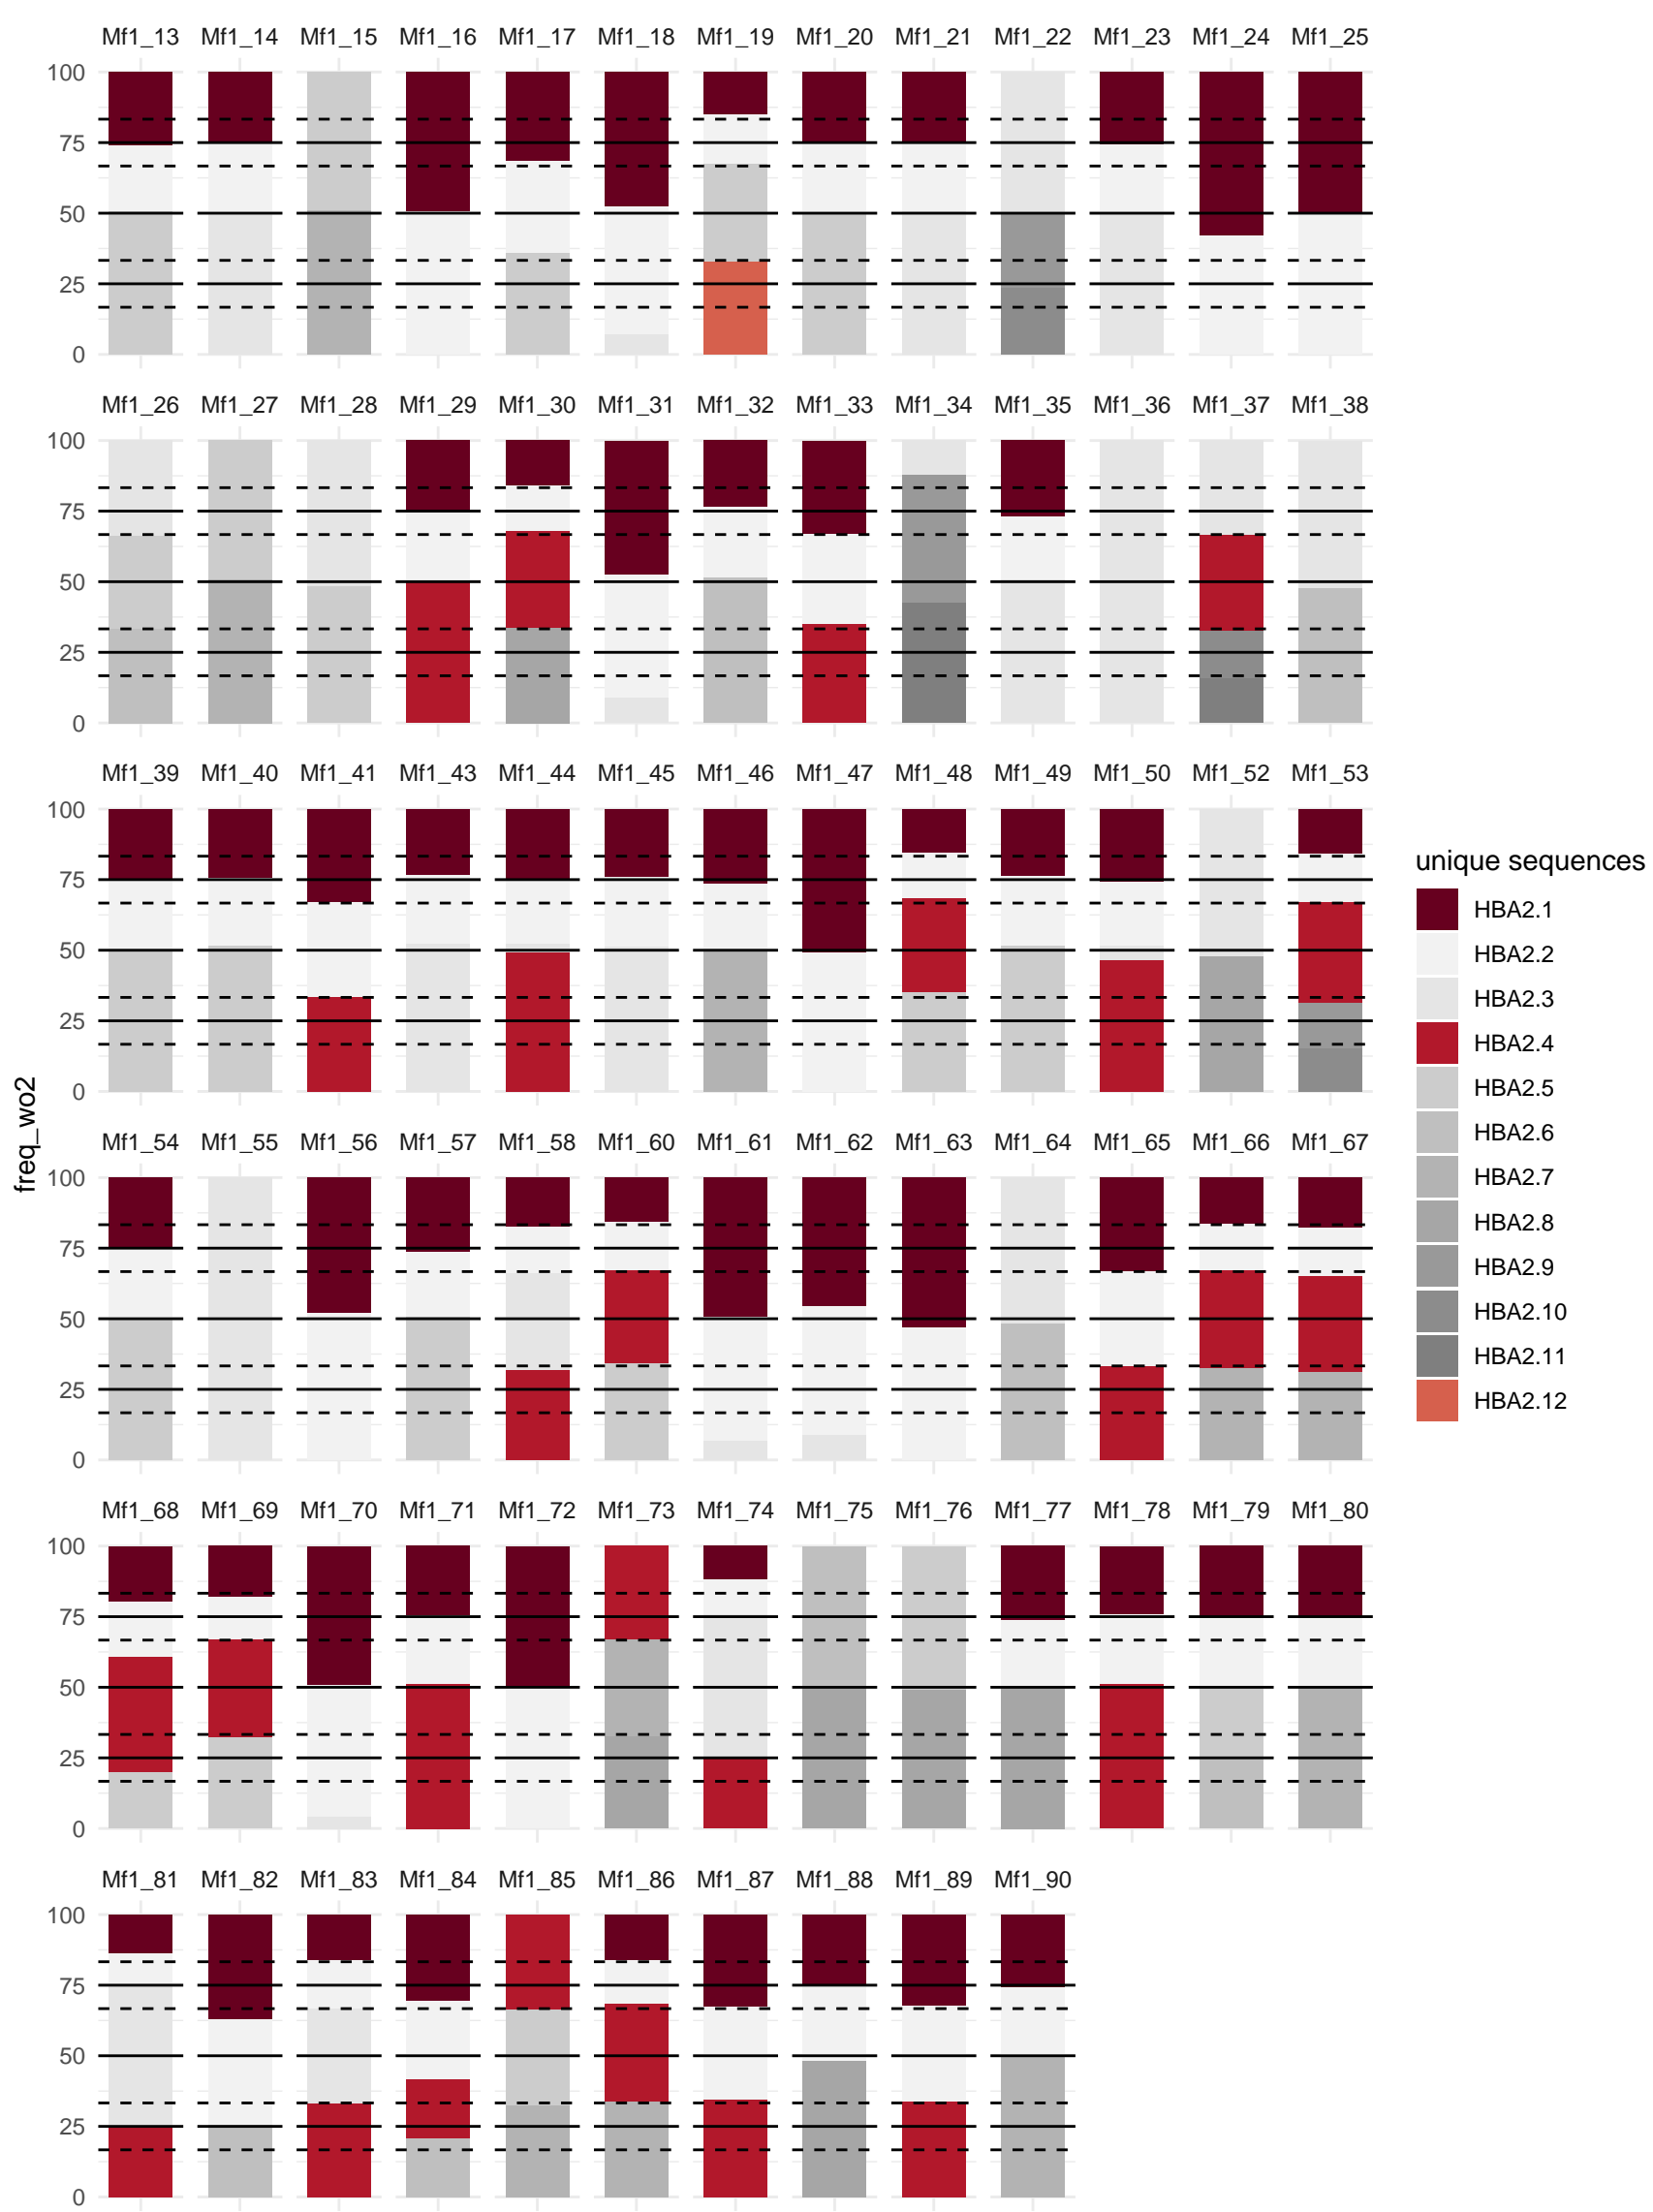 Mf1_13 Mf1_14 Mf1_15 Mf1_16 Mf1_17 Mf1_18 Mf1_19 Mf1_20 Mf1_21 Mf1_22 Mf1_23 Mf1_24 Mf1_25
100
75
50
25
0
Mf1_26 Mf1_27 Mf1_28 Mf1_29 Mf1_30 Mf1_31 Mf1_32 Mf1_33 Mf1_34 Mf1_35 Mf1_36 Mf1_37 Mf1_38
100
75
50
25
0
Mf1_39 Mf1_40 Mf1_41 Mf1_43 Mf1_44 Mf1_45 Mf1_46 Mf1_47 Mf1_48 Mf1_49 Mf1_50 Mf1_52 Mf1_53
100
75
50
25
0
freq_wo2
Mf1_54 Mf1_55 Mf1_56 Mf1_57 Mf1_58 Mf1_60 Mf1_61 Mf1_62 Mf1_63 Mf1_64 Mf1_65 Mf1_66 Mf1_67
100
75
50
25
0
Mf1_68 Mf1_69 Mf1_70 Mf1_71 Mf1_72 Mf1_73 Mf1_74 Mf1_75 Mf1_76 Mf1_77 Mf1_78 Mf1_79 Mf1_80
100
75
50
25
0
Mf1_81 Mf1_82 Mf1_83 Mf1_84 Mf1_85 Mf1_86 Mf1_87 Mf1_88 Mf1_89 Mf1_90
100
75
50
25
0
unique sequences
HBA2.1
HBA2.2
HBA2.3
HBA2.4
HBA2.5
HBA2.6
HBA2.7
HBA2.8
HBA2.9
HBA2.10
HBA2.11
HBA2.12